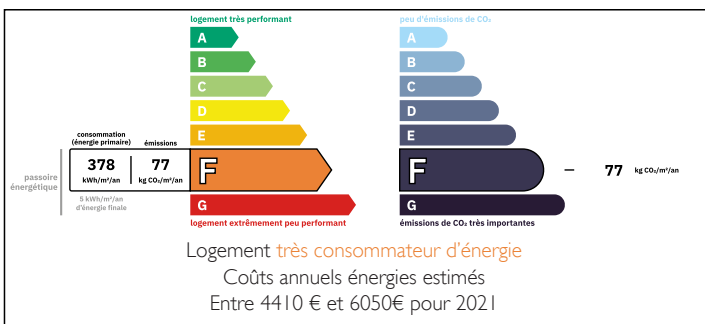 logement très performant
A
B
C
D
E
consommation
(énergie primaire)
émissions
378
kWh/m²/an
77
kg CO₂/m²/an
F
passoire
énergétique
5 kWh/m²/an
d'énergie finale
G
logement extrêmement peu performant
peu d'émissions de CO₂
A
B
C
D
E
F
77 kg CO₂/m²/an
G
émissions de CO₂ très importantes
Logement très consommateur d'énergie
Coûts annuels énergies estimés
Entre 4410 € et 6050€ pour 2021